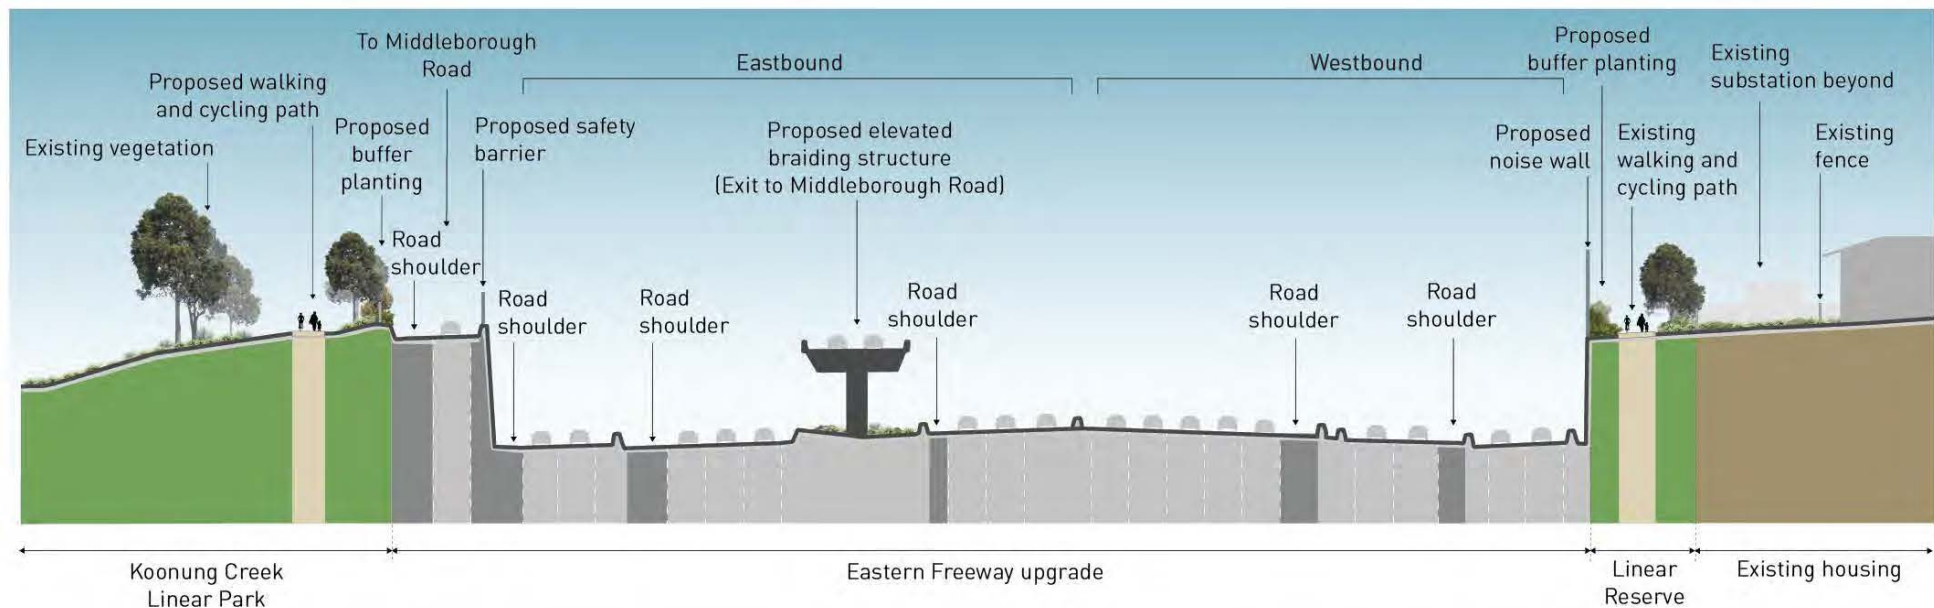 To Middleborough
Road
Eastbound
Westbound
Proposed
buffer planting
Existing
substation beyond
Proposed walking
and cycling path
Existing vegetation
Proposed
buffer
planting
Proposed safety
barrier
Proposed elevated
braiding structure
(Exit to Middleborough Road)
Proposed
noise wall
Existing
walking and
cycling path
Existing
fence
Road
shoulder
Road
shoulder
Road
shoulder
Road
shoulder
Road
shoulder
Road
shoulder
Koonung Creek
Linear Park
Eastern Freeway upgrade
Linear
Reserve
Existing housing